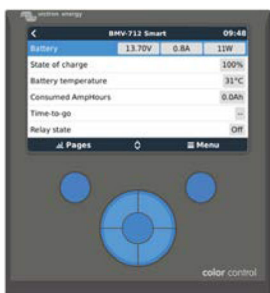 victron energy
< BMV-712 Smart 09:48
Battery 13.70V 0.8A 11W
State of charge 100%
Battery temperature 31°C
Consumed AmpHours 0.0Ah
Time-to-go --
Relay state Off
Pages Menu
color control